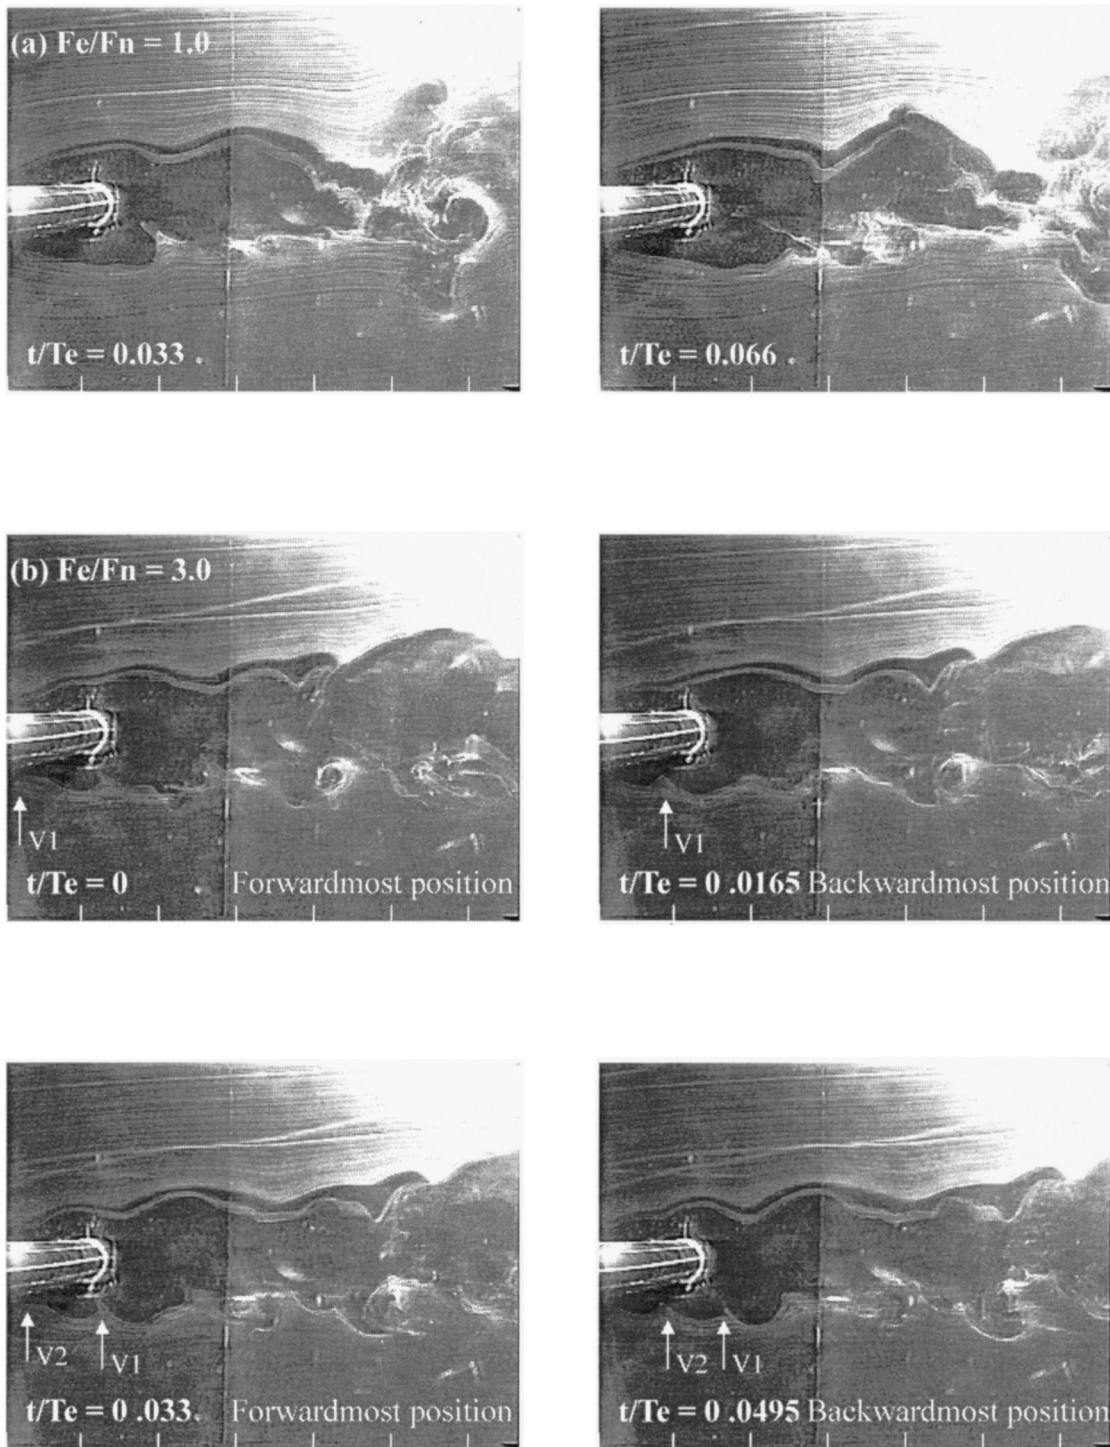 (a) Fe/Fn = 1.0
t/Te = 0.033
t/Te = 0.066
(b) Fe/Fn = 3.0
V1
t/Te = 0 Forwardmost position
V1
t/Te = 0 .0165 Backwardmost position
V2 V1
t/Te = 0 .033 Forwardmost position
V2 V1
t/Te = 0 .0495 Backwardmost position